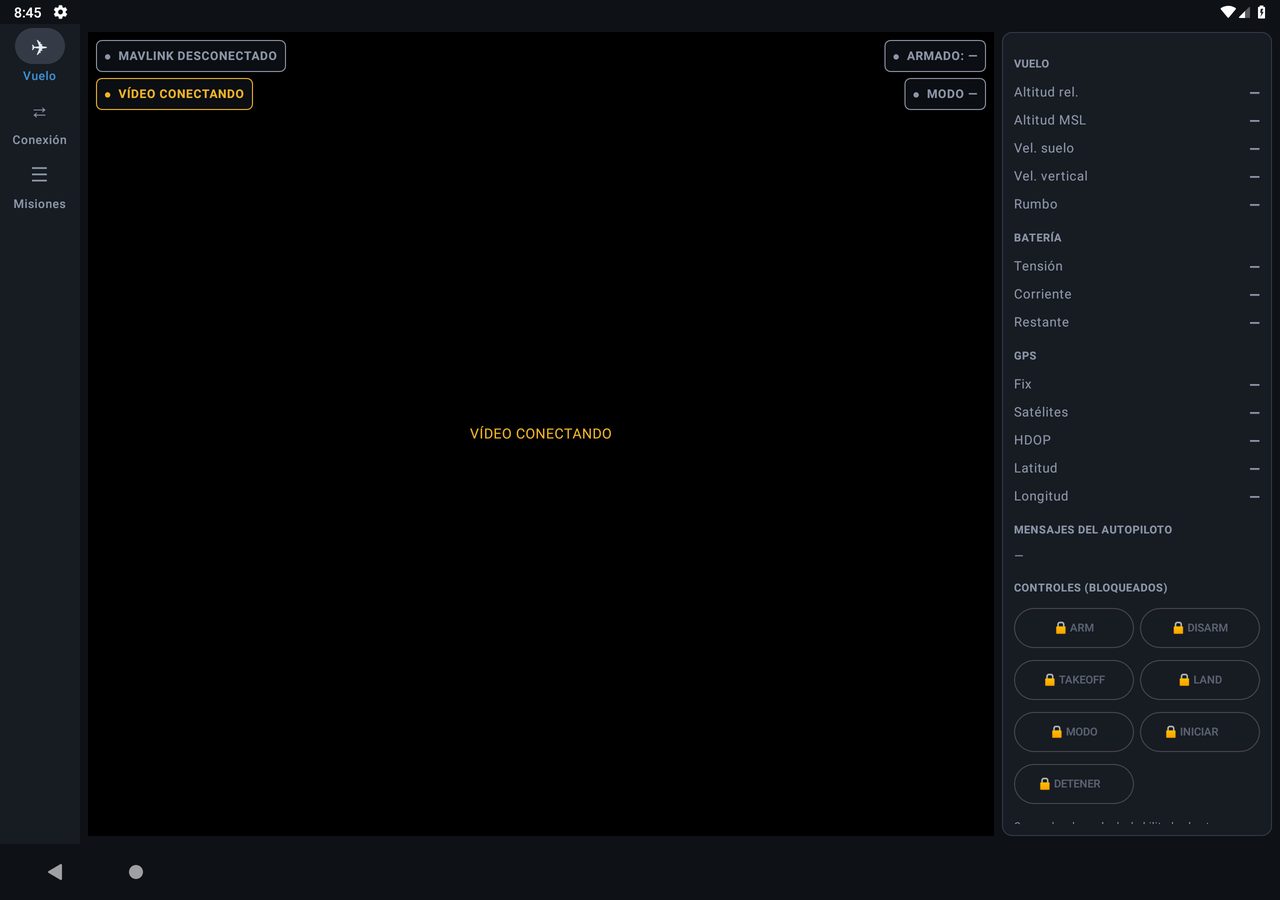 8:45
Vuelo
Conexión
Misiones
MAVLINK DESCONECTADO
VÍDEO CONECTANDO
ARMADO: —
MODO —
VÍDEO CONECTANDO
VUELO
Altitud rel. —
Altitud MSL —
Vel. suelo —
Vel. vertical —
Rumbo —
BATERÍA
Tensión —
Corriente —
Restante —
GPS
Fix —
Satélites —
HDOP —
Latitud —
Longitud —
MENSAJES DEL AUTOPILOTO
—
CONTROLES (BLOQUEADOS)
ARM
DISARM
TAKEOFF
LAND
MODO
INICIAR
DETENER